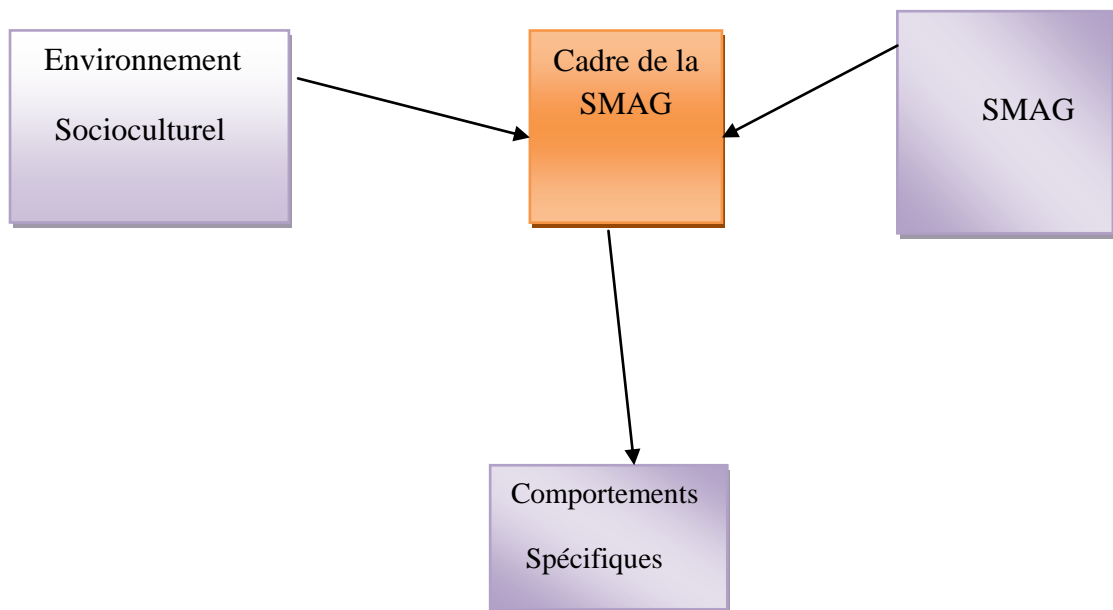 Environnement
Socioculturel
Cadre de la
SMAG
SMAG
Comportements
Spécifiques